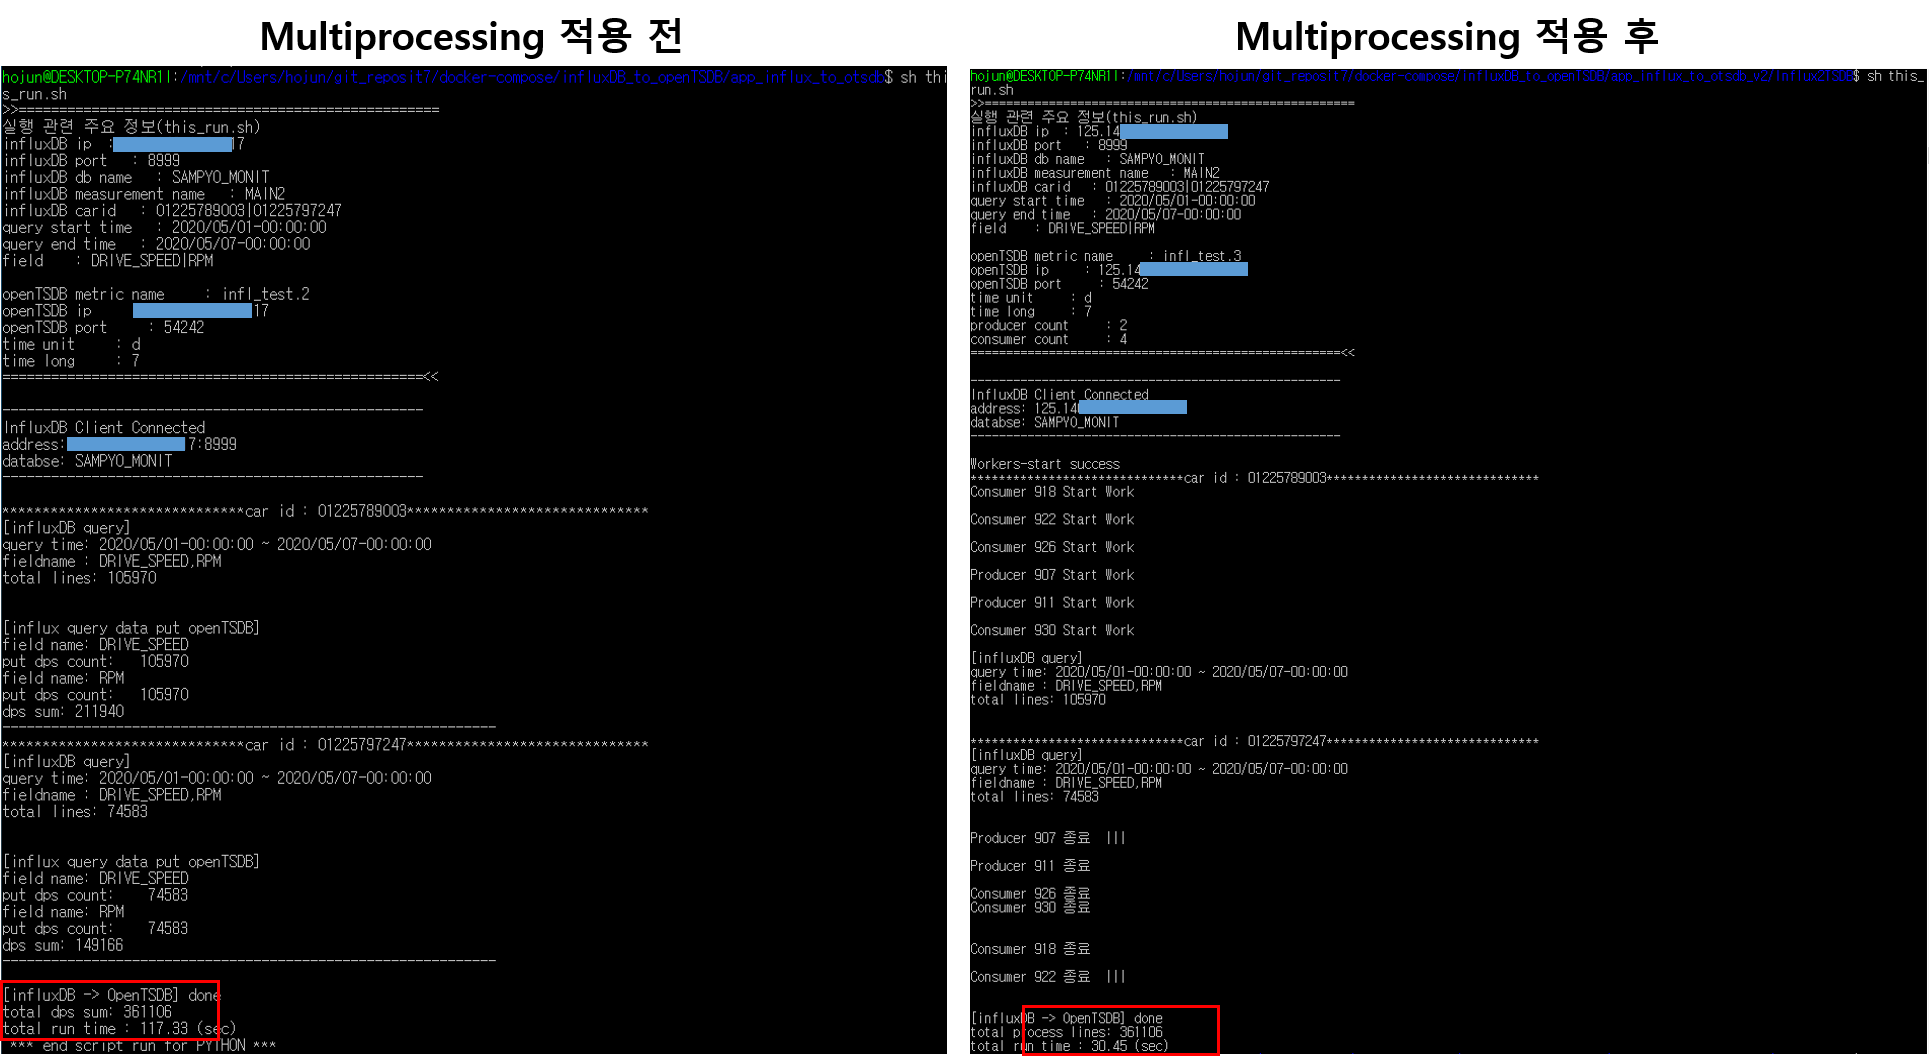 Multiprocessing 적용 전
hojun@DESKTOP-P74NR1I:/mnt/c/Users/hojun/git_reposit7/docker-compose/influxDB_to_openTSDB/app_influx_to_otsdb$ sh thi
s_run.sh
>>====================================================
실행 관련 주요 정보(this_run.sh)
influxDB ip : 17
influxDB port : 8999
influxDB db name : SAMPYO_MONIT
influxDB measurement name : MAIN2
influxDB carid : 01225789003|01225797247
query start time : 2020/05/01-00:00:00
query end time : 2020/05/07-00:00:00
field : DRIVE_SPEED|RPM
openTSDB metric name : infl_test.2
openTSDB ip 17
openTSDB port : 54242
time unit : d
time long : 7
====================================================<<
----------------------------------------------------
InfluxDB Client Connected
address: 7:8999
databse: SAMPYO_MONIT
----------------------------------------------------
******************************car id : 01225789003******************************
[influxDB query]
query time: 2020/05/01-00:00:00 ~ 2020/05/07-00:00:00
fieldname : DRIVE_SPEED,RPM
total lines: 105970
[influx query data put openTSDB]
field name: DRIVE_SPEED
put dps count: 105970
field name: RPM
put dps count: 105970
dps sum: 211940
-------------------------------------------------------------
******************************car id : 01225797247******************************
[influxDB query]
query time: 2020/05/01-00:00:00 ~ 2020/05/07-00:00:00
fieldname : DRIVE_SPEED,RPM
total lines: 74583
[influx query data put openTSDB]
field name: DRIVE_SPEED
put dps count: 74583
field name: RPM
put dps count: 74583
dps sum: 149166
-------------------------------------------------------------
[influxDB -> OpenTSDB] done
total dps sum: 361106
total run time : 117.33 (sec)
*** end script run for PYTHON ***
Multiprocessing 적용 후
hojun@DESKTOP-P74NR1I:/mnt/c/Users/hojun/git_reposit7/docker-compose/influxDB_to_openTSDB/app_influx_to_otsdb_v2/Influx2TSDB$ sh this_
run.sh
>>====================================================
실행 관련 주요 정보(this_run.sh)
influxDB ip : 125.14
influxDB port : 8999
influxDB db name : SAMPYO_MONIT
influxDB measurement name : MAIN2
influxDB carid : 01225789003|01225797247
query start time : 2020/05/01-00:00:00
query end time : 2020/05/07-00:00:00
field : DRIVE_SPEED|RPM
openTSDB metric name : infl_test.3
openTSDB ip : 125.14
openTSDB port : 54242
time unit : d
time long : 7
producer count : 2
consumer count : 4
====================================================<<
----------------------------------------------------
InfluxDB Client Connected
address: 125.14
databse: SAMPYO_MONIT
----------------------------------------------------
Workers-start success
******************************car id : 01225789003******************************
Consumer 918 Start Work
Consumer 922 Start Work
Consumer 926 Start Work
Producer 907 Start Work
Producer 911 Start Work
Consumer 930 Start Work
[influxDB query]
query time: 2020/05/01-00:00:00 ~ 2020/05/07-00:00:00
fieldname : DRIVE_SPEED,RPM
total lines: 105970
******************************car id : 01225797247******************************
[influxDB query]
query time: 2020/05/01-00:00:00 ~ 2020/05/07-00:00:00
fieldname : DRIVE_SPEED,RPM
total lines: 74583
Producer 907 종료 |||
Producer 911 종료
Consumer 926 종료
Consumer 930 종료
Consumer 918 종료
Consumer 922 종료 |||
[influxDB -> OpenTSDB] done
total process lines: 361106
total run time : 30.45 (sec)